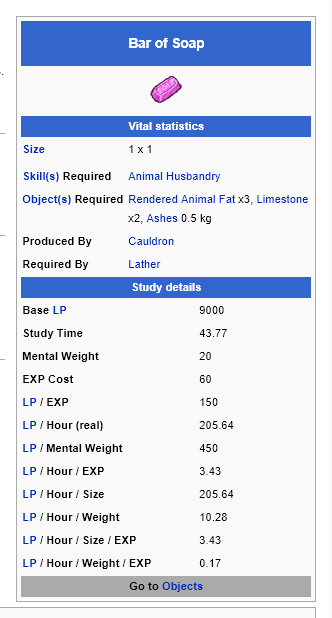 Bar of Soap
Vital statistics
Size 1 x 1
Skill(s) Required Animal Husbandry
Object(s) Required Rendered Animal Fat x3, Limestone
x2, Ashes 0.5 kg
Produced By Cauldron
Required By Lather
Study details
Base LP 9000
Study Time 43.77
Mental Weight 20
EXP Cost 60
LP / EXP 150
LP / Hour (real) 205.64
LP / Mental Weight 450
LP / Hour / EXP 3.43
LP / Hour / Size 205.64
LP / Hour / Weight 10.28
LP / Hour / Size / EXP 3.43
LP / Hour / Weight / EXP 0.17
Go to Objects